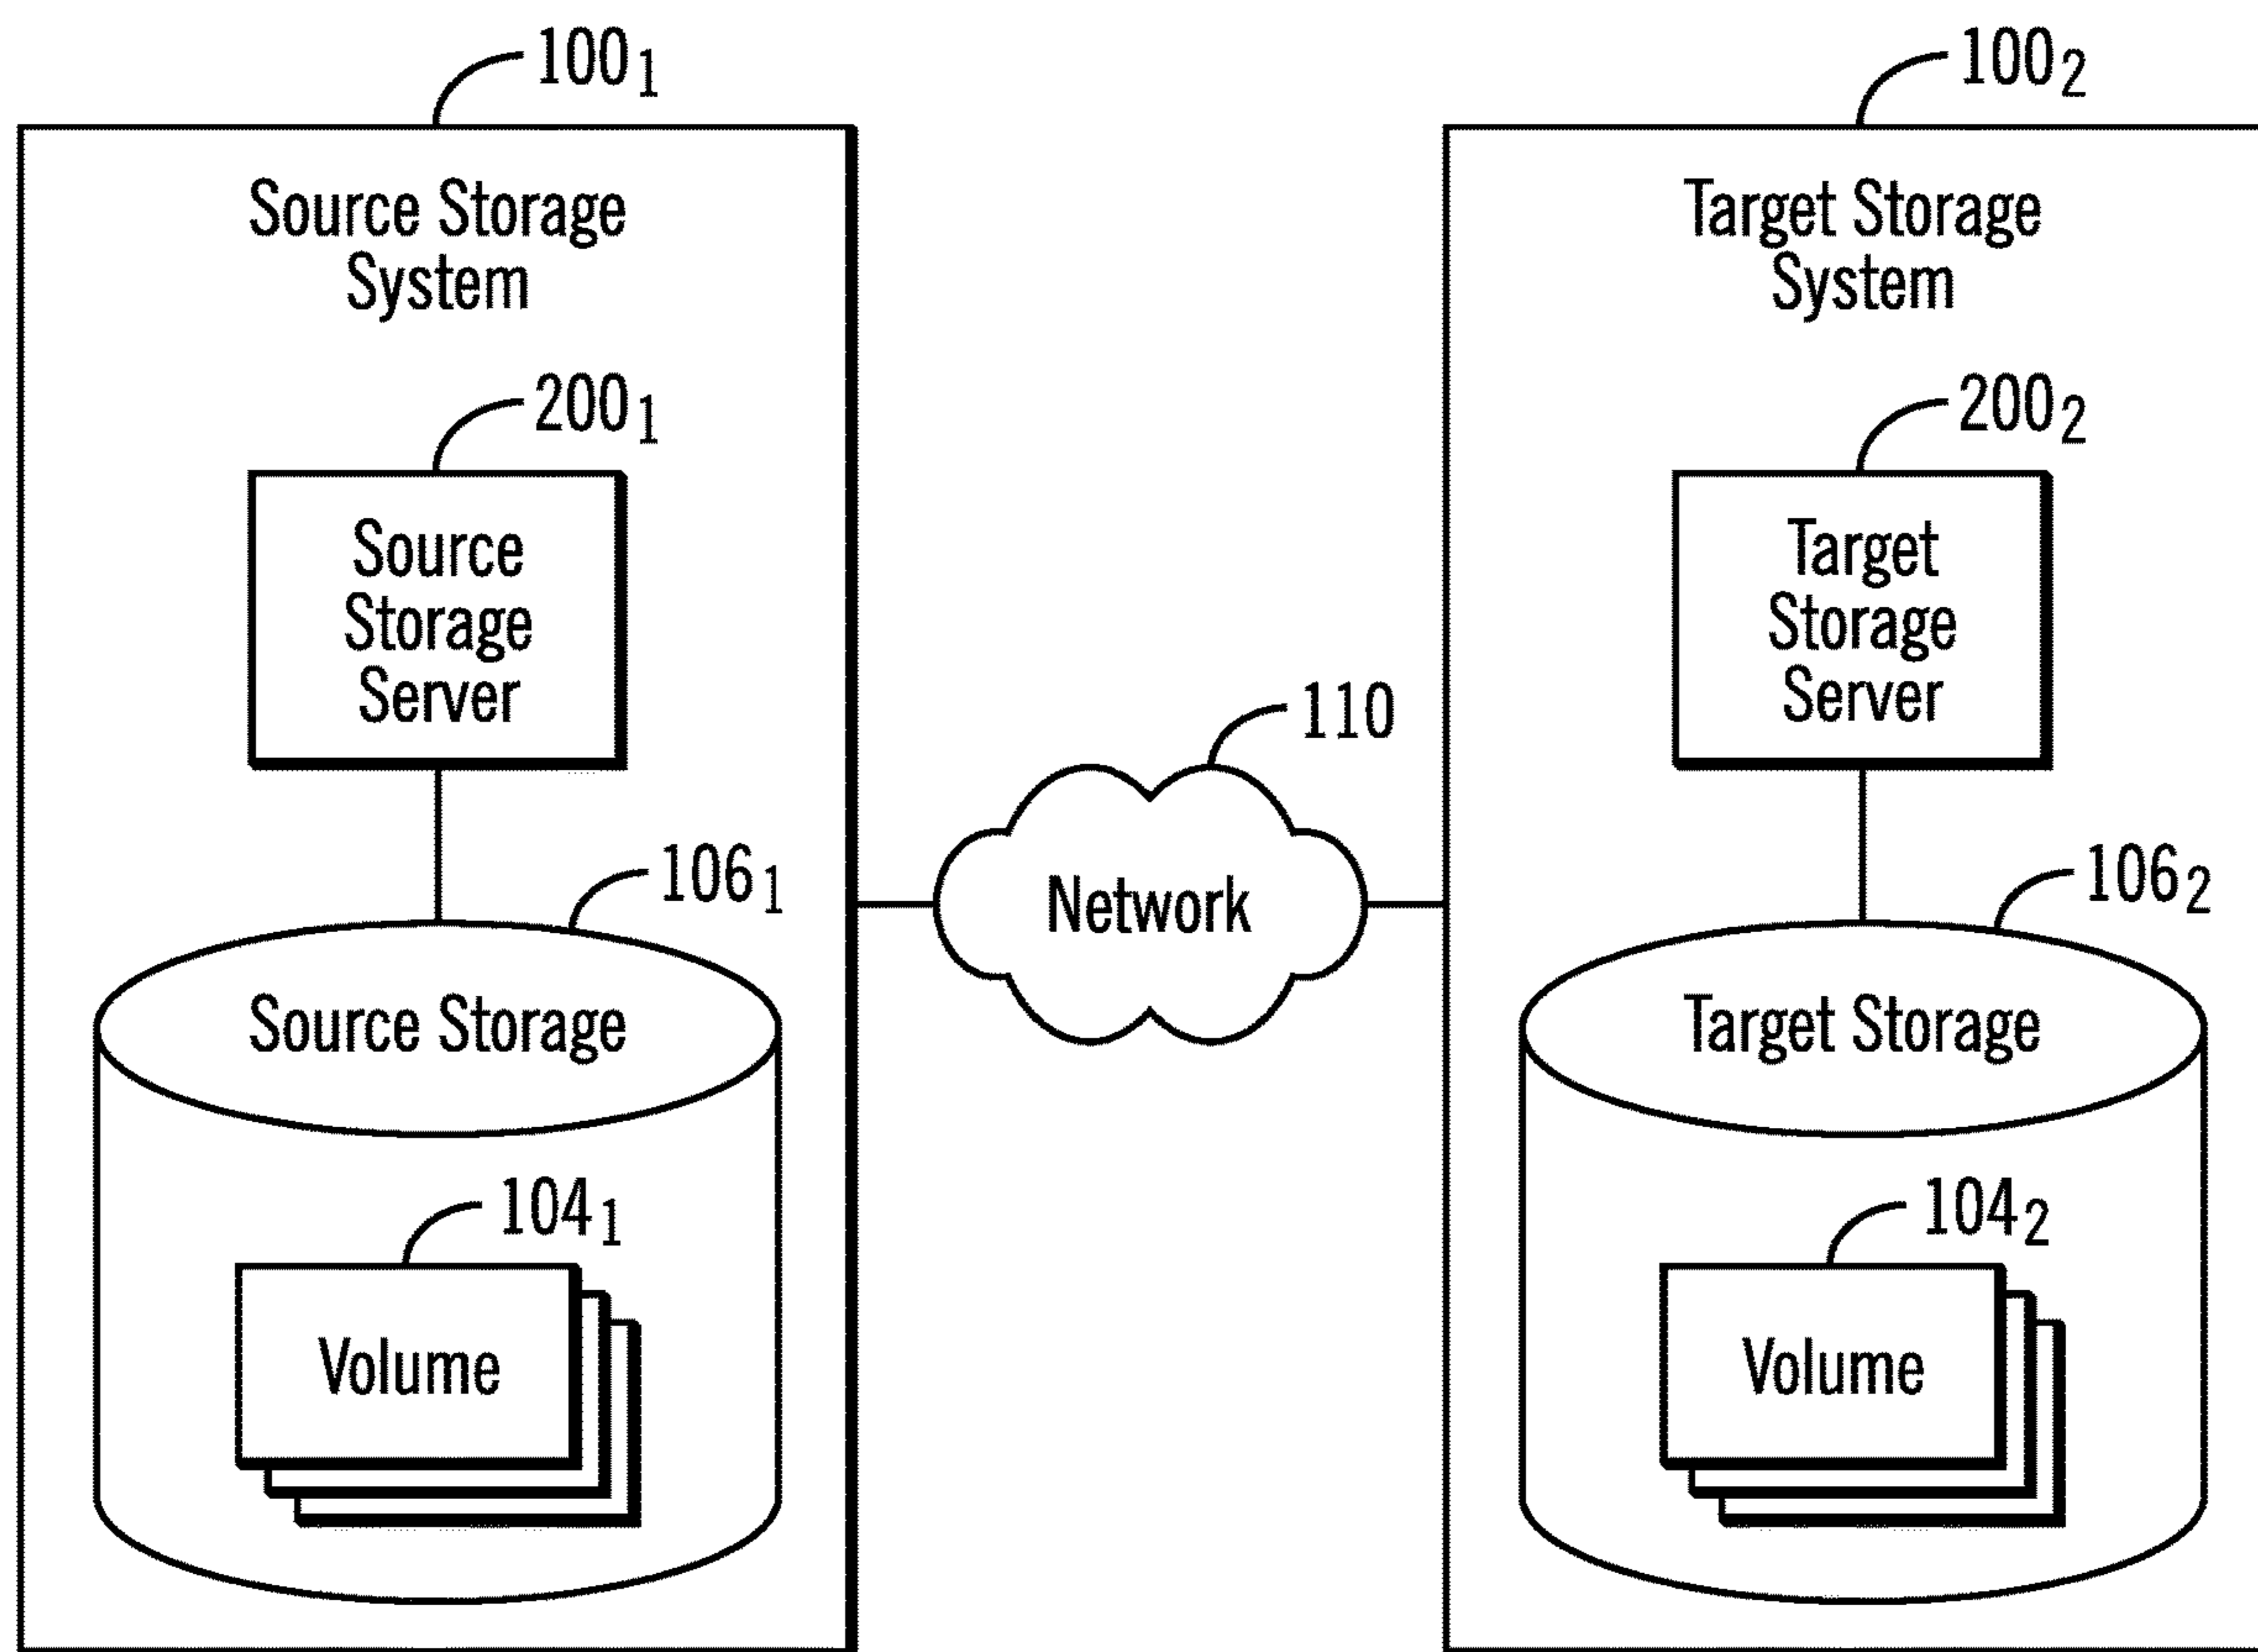 100₁
Source Storage
System
200₁
Source
Storage
Server
106₁
Source Storage
104₁
Volume
110
Network
100₂
Target Storage
System
200₂
Target
Storage
Server
106₂
Target Storage
104₂
Volume